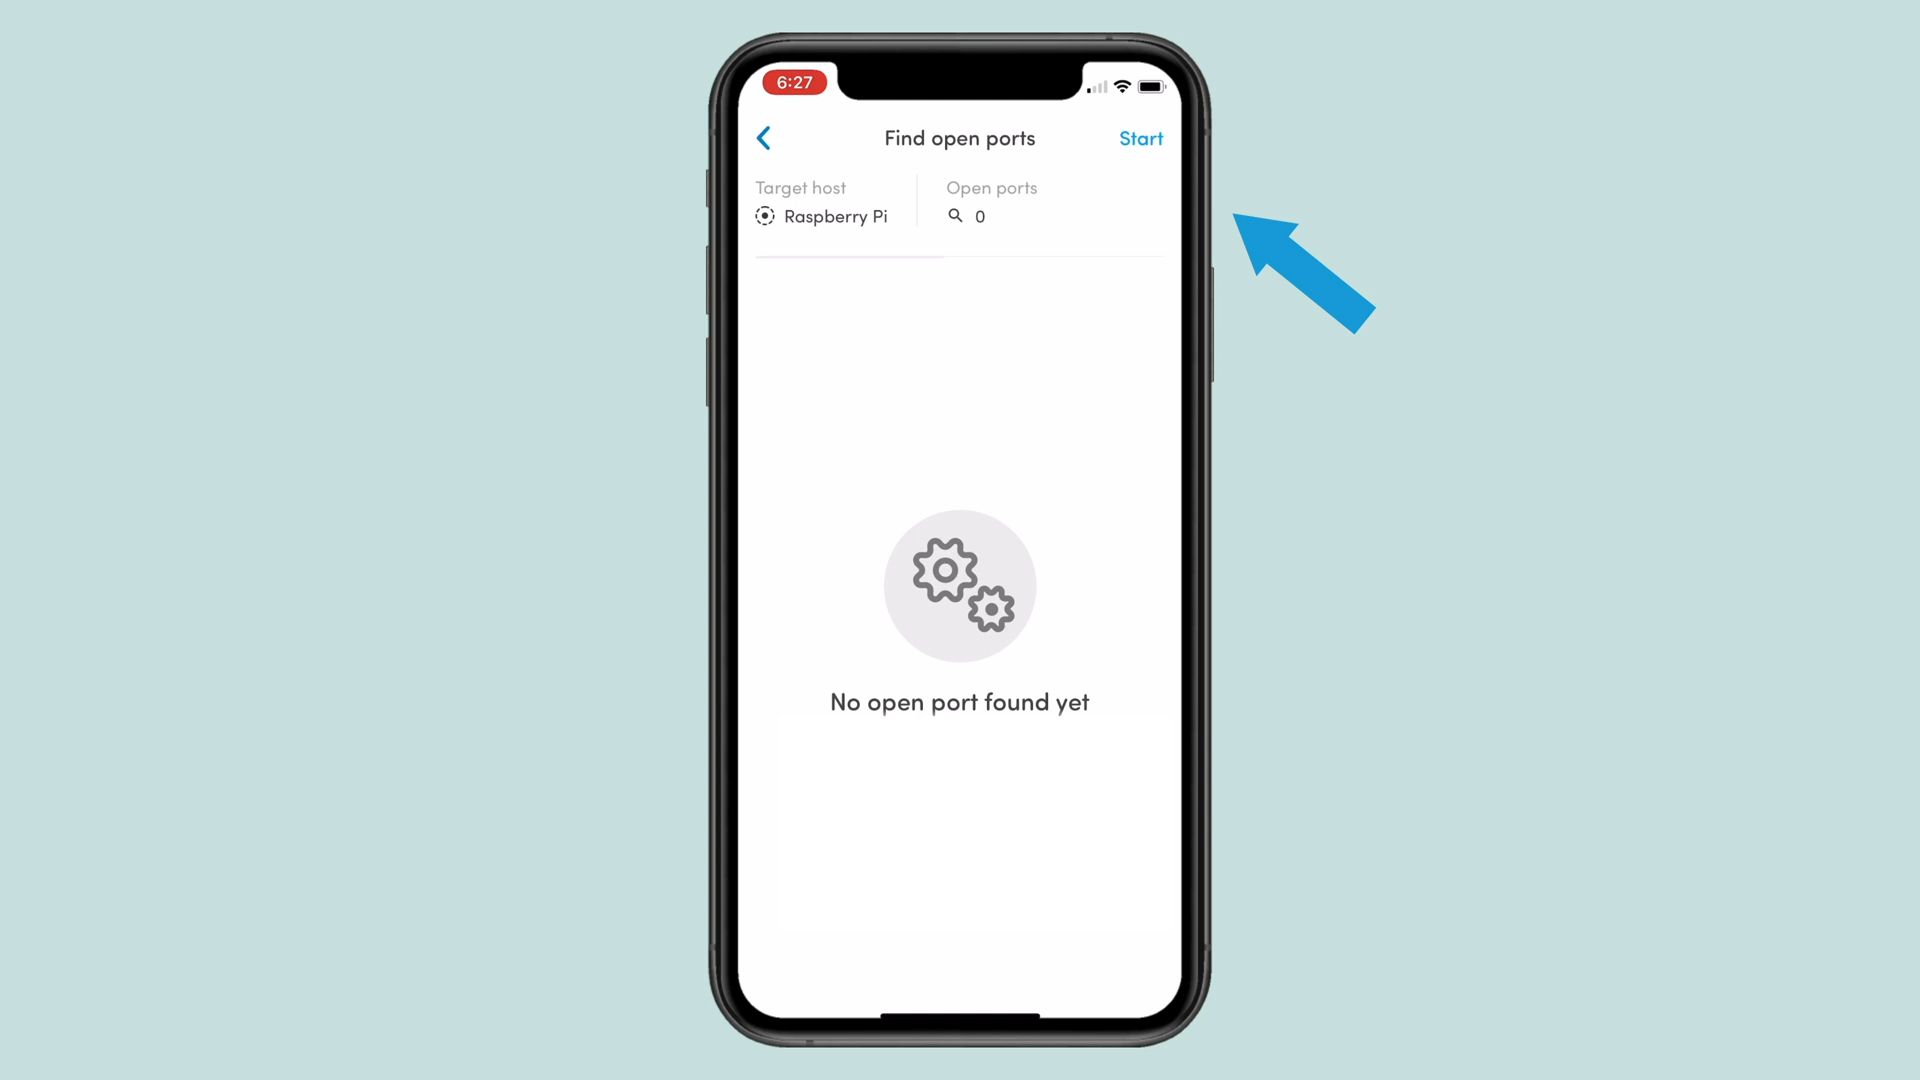 6:27
Find open ports
Start
Target host
Open ports
Raspberry Pi
0
No open port found yet